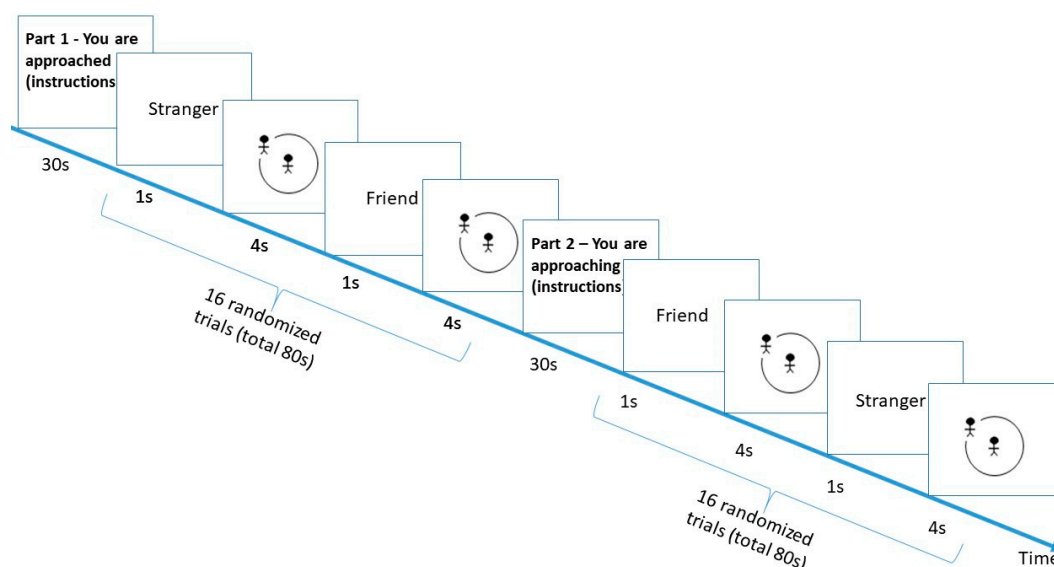 Part 1 - You are
approached
(instructions
Stranger
30s
1s
4s
Friend
1s
4s
16 randomized
trials (total 80s)
Part 2 – You are
approaching
(instructions
30s
Friend
1s
4s
Stranger
1s
4s
16 randomized
trials (total 80s)
Time